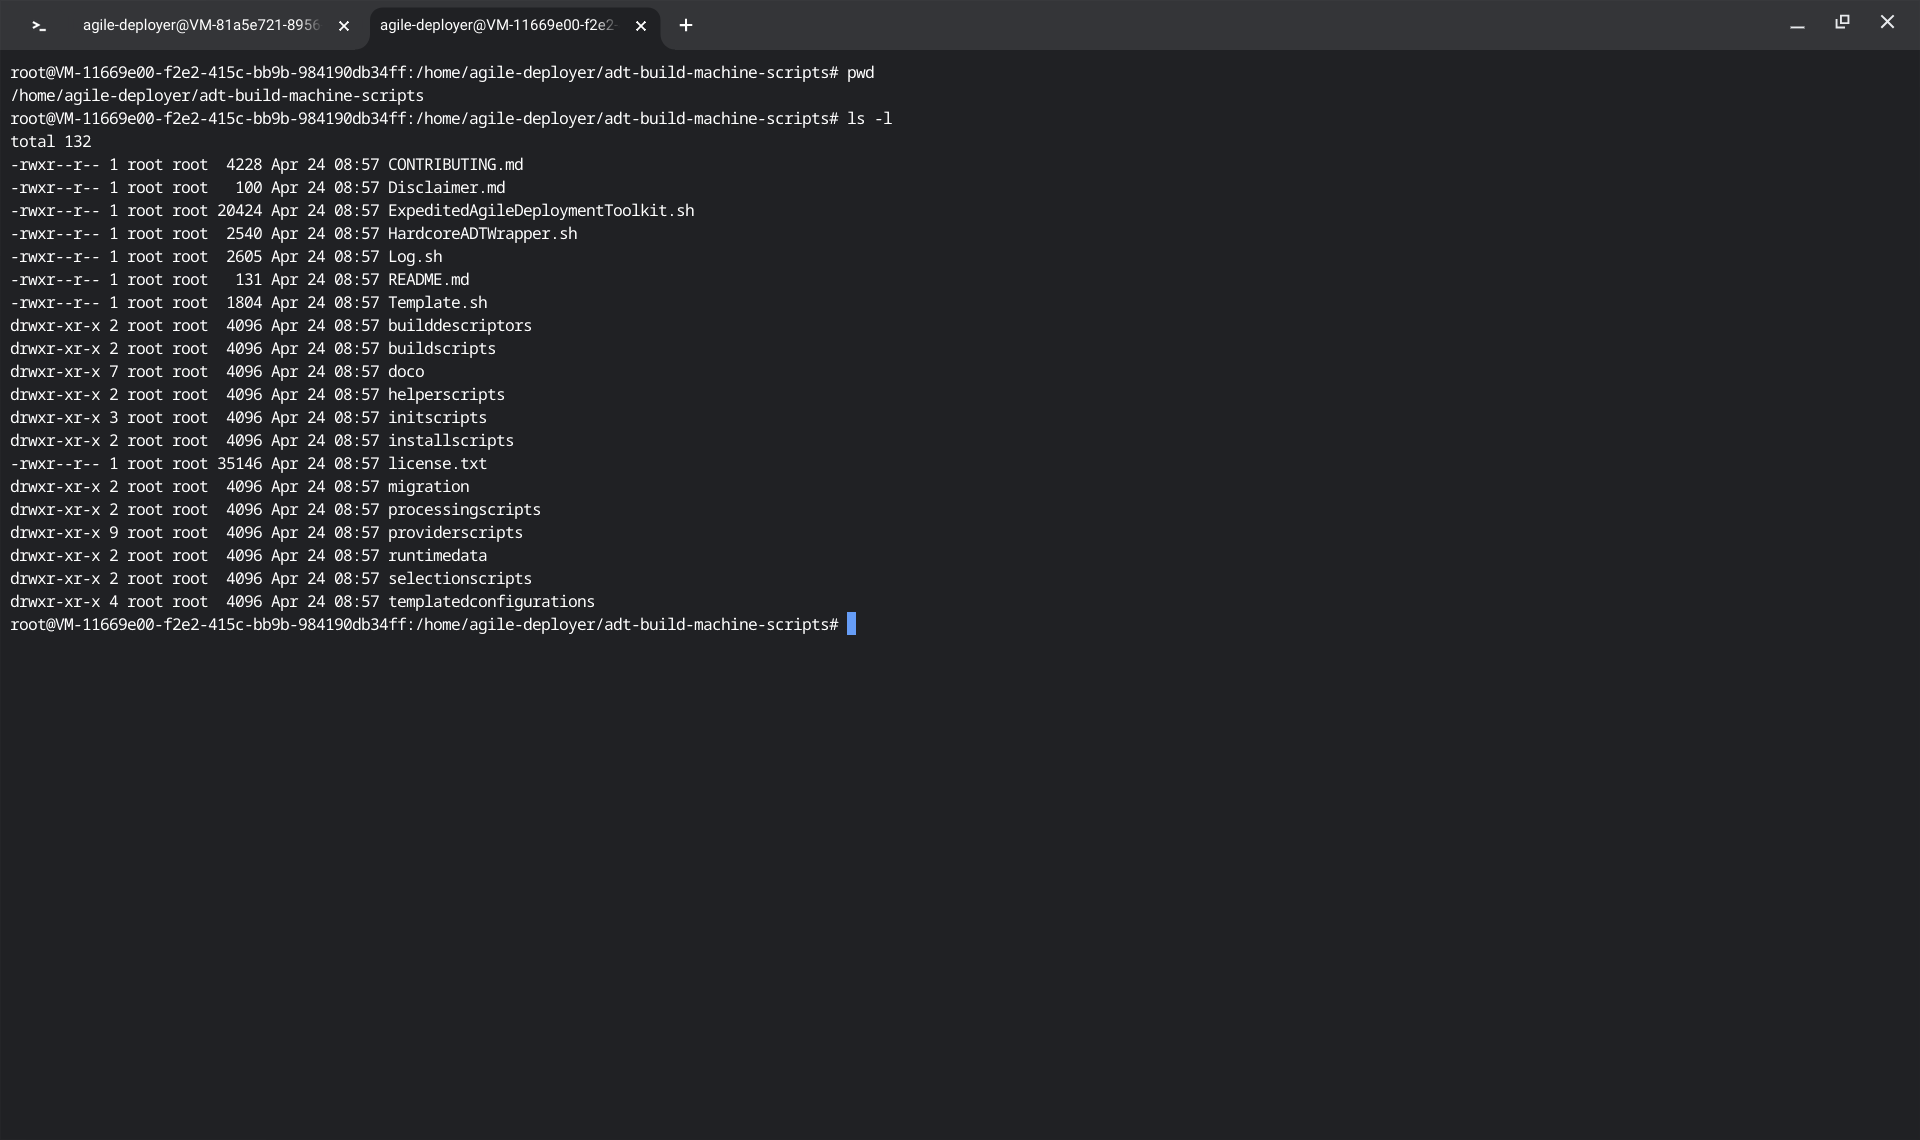 agile-deployer@VM-81a5e721-8956
agile-deployer@VM-11669e00-f2e2-
root@VM-11669e00-f2e2-415c-bb9b-984190db34ff:/home/agile-deployer/adt-build-machine-scripts# pwd
/home/agile-deployer/adt-build-machine-scripts
root@VM-11669e00-f2e2-415c-bb9b-984190db34ff:/home/agile-deployer/adt-build-machine-scripts# ls -l
total 132
-rwxr--r-- 1 root root  4228 Apr 24 08:57 CONTRIBUTING.md
-rwxr--r-- 1 root root   100 Apr 24 08:57 Disclaimer.md
-rwxr--r-- 1 root root 20424 Apr 24 08:57 ExpeditedAgileDeploymentToolkit.sh
-rwxr--r-- 1 root root  2540 Apr 24 08:57 HardcoreADTWrapper.sh
-rwxr--r-- 1 root root  2605 Apr 24 08:57 Log.sh
-rwxr--r-- 1 root root   131 Apr 24 08:57 README.md
-rwxr--r-- 1 root root  1804 Apr 24 08:57 Template.sh
drwxr-xr-x 2 root root  4096 Apr 24 08:57 builddescriptors
drwxr-xr-x 2 root root  4096 Apr 24 08:57 buildscripts
drwxr-xr-x 7 root root  4096 Apr 24 08:57 doco
drwxr-xr-x 2 root root  4096 Apr 24 08:57 helperscripts
drwxr-xr-x 3 root root  4096 Apr 24 08:57 initscripts
drwxr-xr-x 2 root root  4096 Apr 24 08:57 installscripts
-rwxr--r-- 1 root root 35146 Apr 24 08:57 license.txt
drwxr-xr-x 2 root root  4096 Apr 24 08:57 migration
drwxr-xr-x 2 root root  4096 Apr 24 08:57 processingscripts
drwxr-xr-x 9 root root  4096 Apr 24 08:57 providerscripts
drwxr-xr-x 2 root root  4096 Apr 24 08:57 runtimedata
drwxr-xr-x 2 root root  4096 Apr 24 08:57 selectionscripts
drwxr-xr-x 4 root root  4096 Apr 24 08:57 templatedconfigurations
root@VM-11669e00-f2e2-415c-bb9b-984190db34ff:/home/agile-deployer/adt-build-machine-scripts#